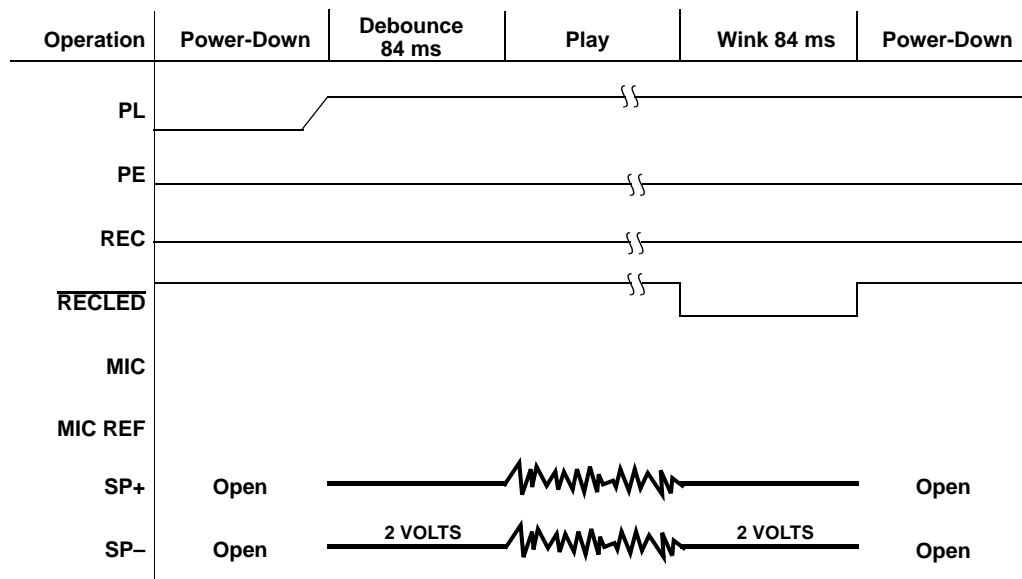 Operation Power-Down Debounce 84 ms Play Wink 84 ms Power-Down
PL
PE
REC
RECLED
MIC
MIC REF
SP+ Open Open
2 VOLTS 2 VOLTS
SP– Open Open